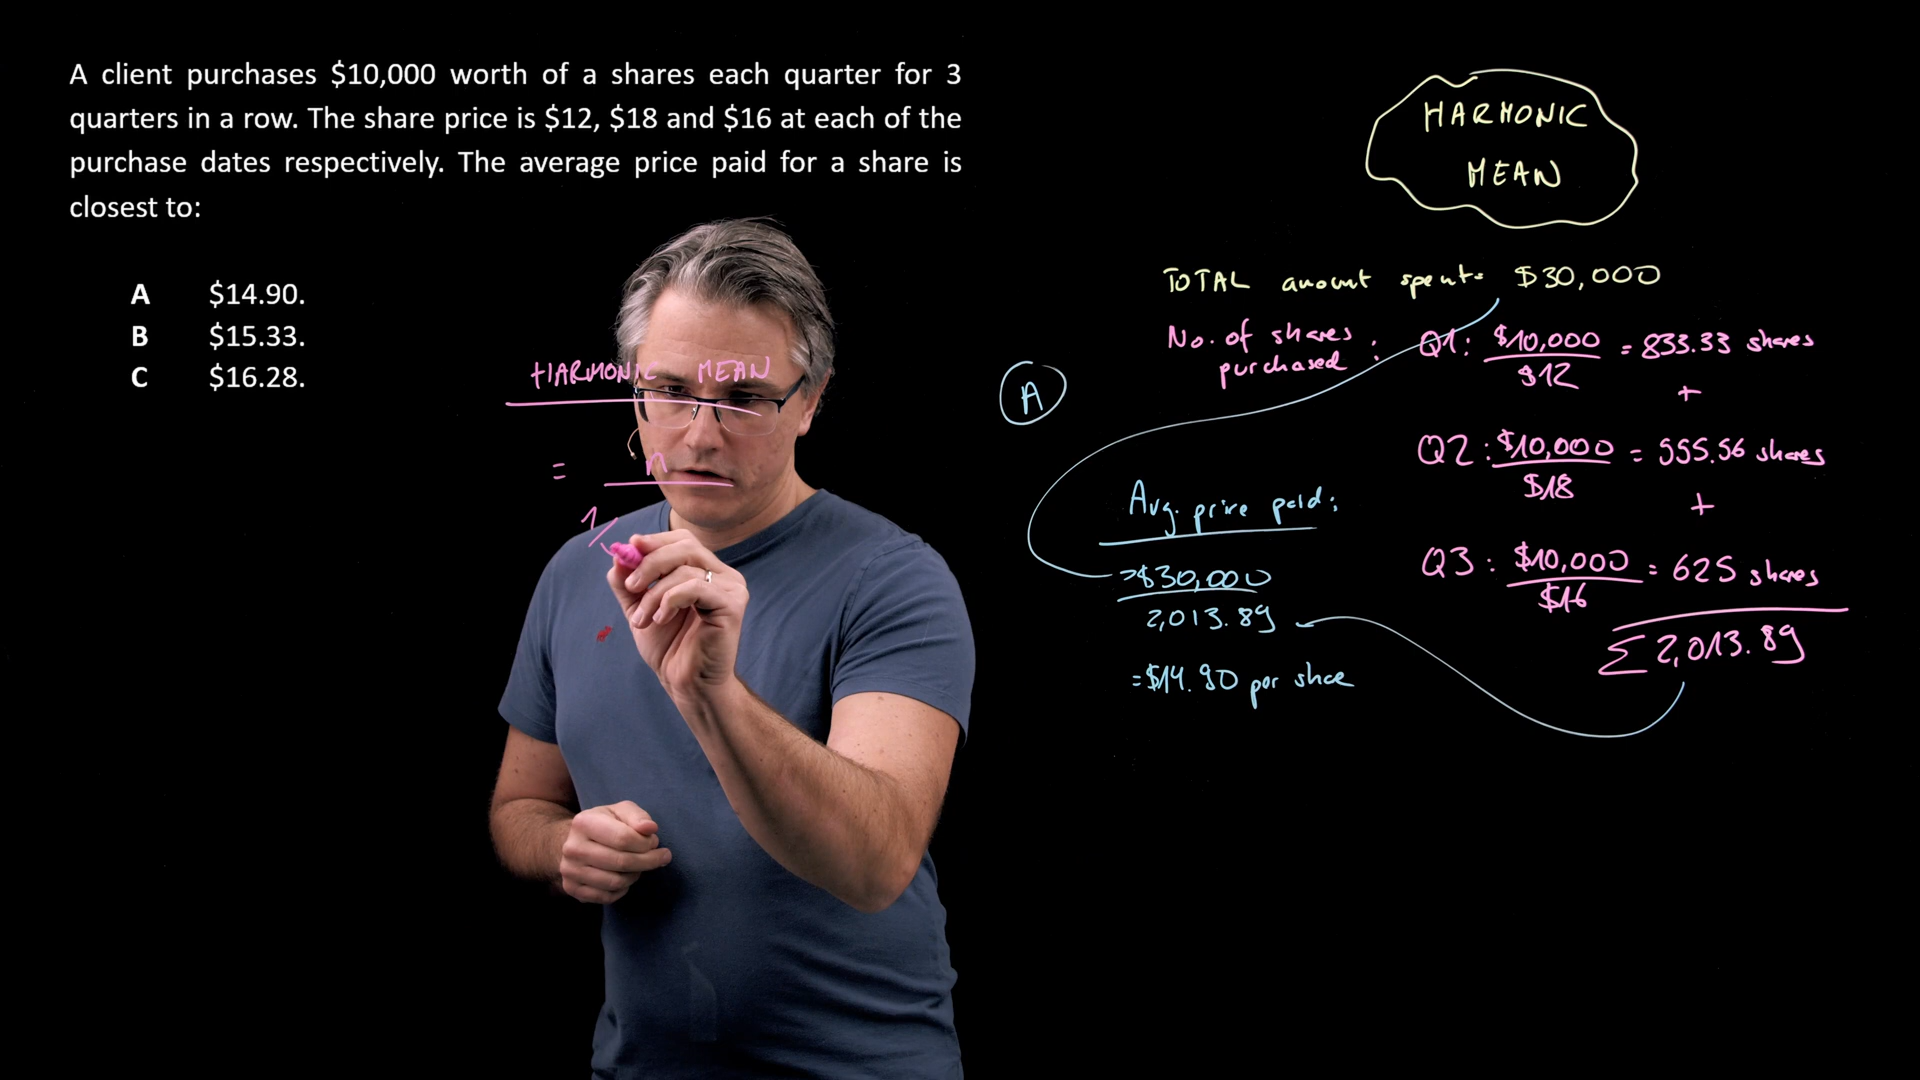 A client purchases $10,000 worth of a shares each quarter for 3
quarters in a row. The share price is $12, $18 and $16 at each of the
purchase dates respectively. The average price paid for a share is
closest to:
A $14.90.
B $15.33.
C $16.28.
HARMONIC MEAN
= n
1/
HARMONIC
MEAN
TOTAL amount spent: $30,000
No. of shares
purchased :
Q1: $10,000 = 833.33 shares
$12
+
Q2: $10,000 = 555.56 shares
$18
+
Q3: $10,000 = 625 shares
$16
Σ 2,013.89
A
Avg. price paid:
$30,000
2,013.89
= $14.90 per share